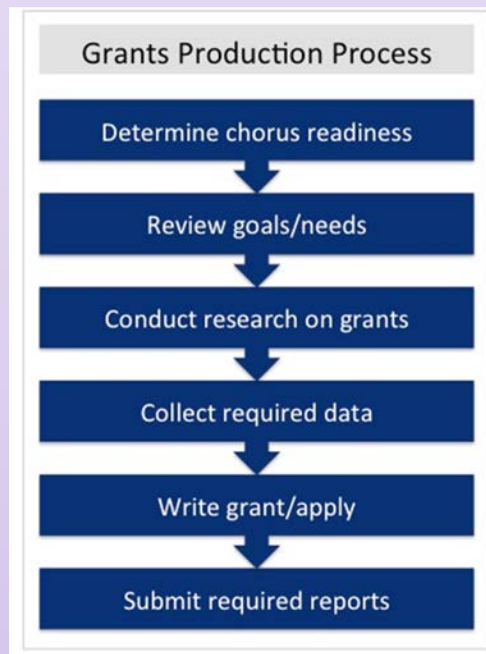 Grants Production Process
Determine chorus readiness
Review goals/needs
Conduct research on grants
Collect required data
Write grant/apply
Submit required reports